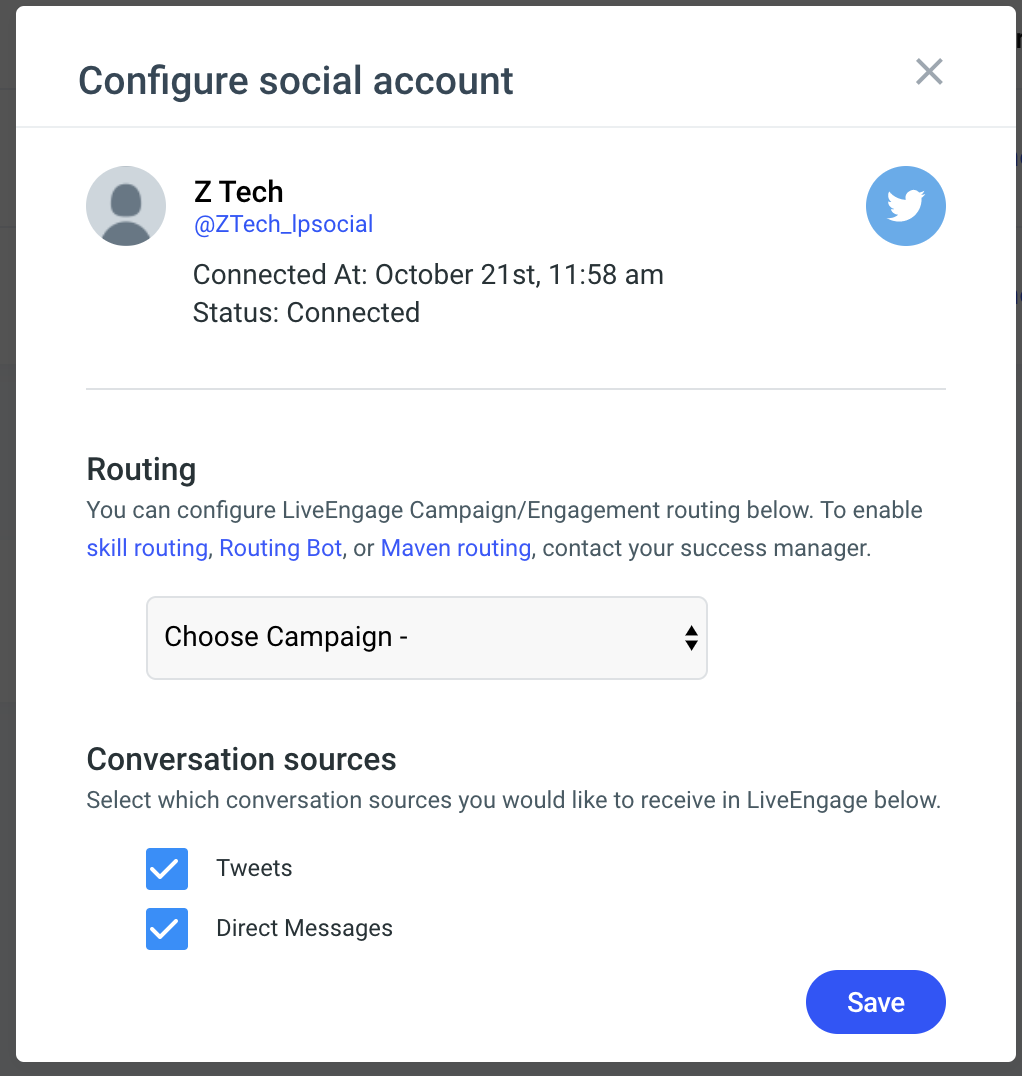 Configure social account
Z Tech
@ZTech_lpsocial
Connected At: October 21st, 11:58 am
Status: Connected
Routing
You can configure LiveEngage Campaign/Engagement routing below. To enable
skill routing, Routing Bot, or Maven routing, contact your success manager.
Choose Campaign -
Conversation sources
Select which conversation sources you would like to receive in LiveEngage below.
Tweets
Direct Messages
Save